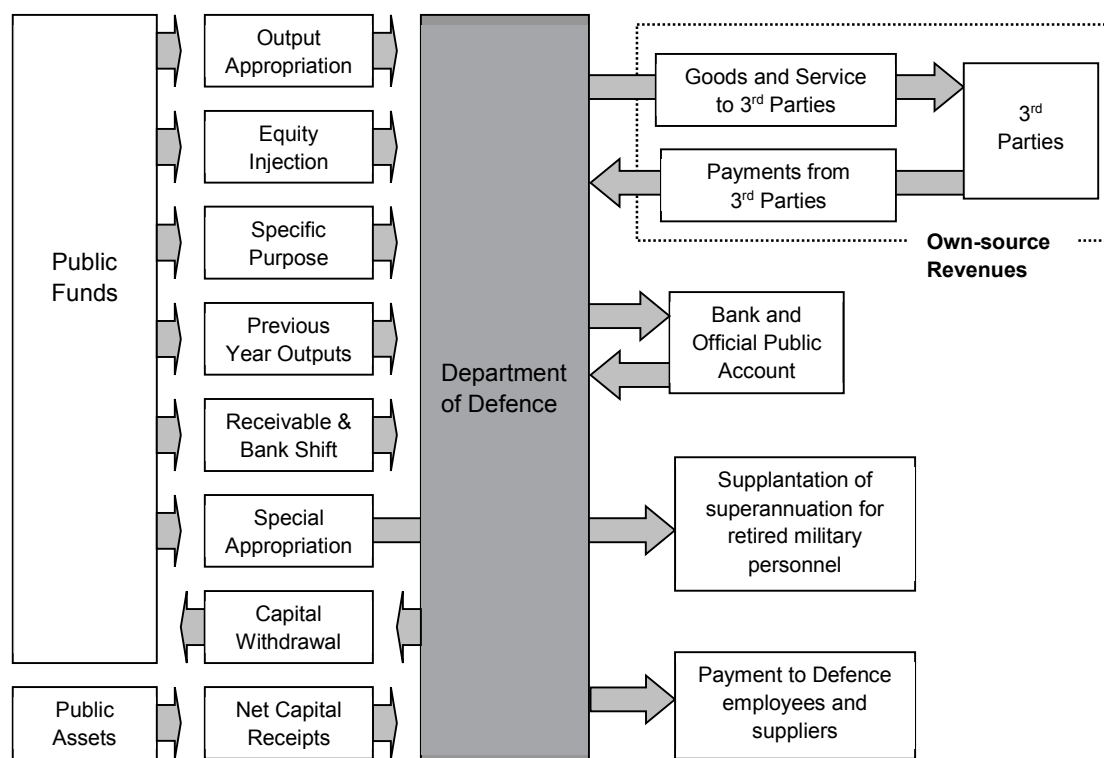 Public
Funds
Output
Appropriation
Equity
Injection
Specific
Purpose
Previous
Year Outputs
Receivable &
Bank Shift
Special
Appropriation
Capital
Withdrawal
Public
Assets
Net Capital
Receipts
Department
of Defence
Goods and Service
to 3rd Parties
3rd
Parties
Payments from
3rd Parties
Own-source
Revenues
Bank and
Official Public
Account
Supplantation of
superannuation for
retired military
personnel
Payment to Defence
employees and
suppliers